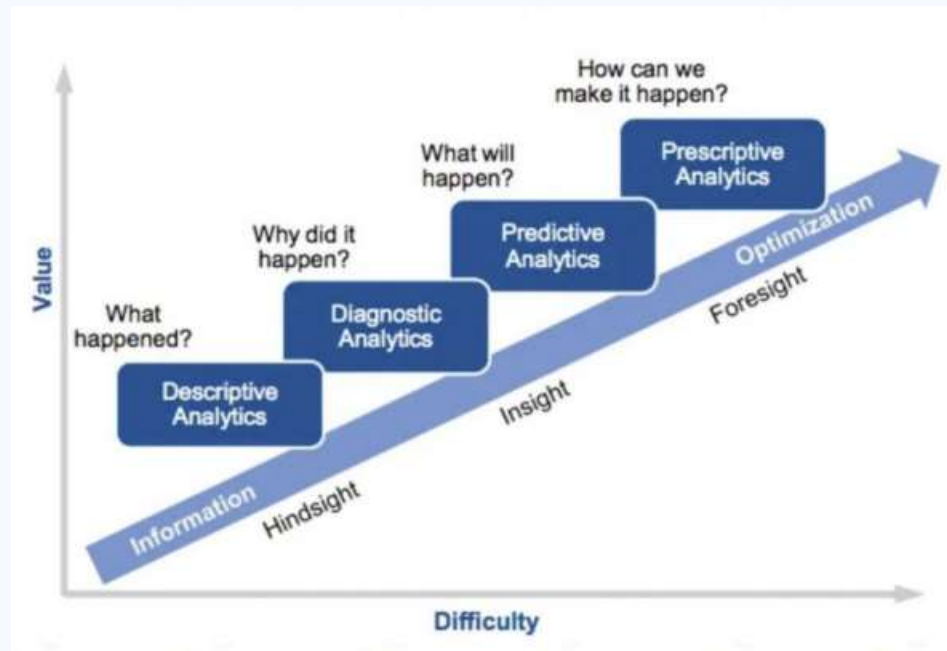 How can we
make it happen?
Prescriptive
Analytics
What will
happen?
Predictive
Analytics
Why did it
happen?
Diagnostic
Analytics
What
happened?
Descriptive
Analytics
Value
Information
Optimization
Hindsight
Insight
Foresight
Difficulty